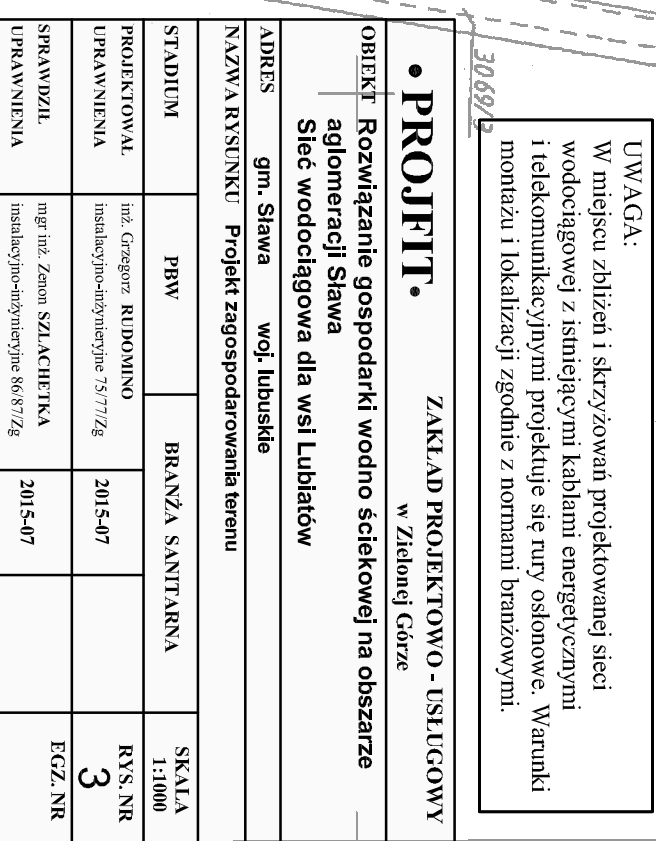 3069/3
UWAGA:
W miejscu zbliżeń i skrzyżowań projektowanej sieci
wodociągowej z istniejącymi kablami energetycznymi
i telekomunikacyjnymi projektuje się rury osłonowe. Warunki
montażu i lokalizacji zgodnie z normami branżowymi.
• PROJFIT•
ZAKŁAD PROJEKTOWO - USŁUGOWY
w Zielonej Górze
OBIEKT Rozwiązanie gospodarki wodno ściekowej na obszarze
aglomeracji Sława
Sieć wodociągowa dla wsi Lubiatów
ADRES gm. Sława woj. lubuskie
NAZWA RYSUNKU Projekt zagospodarowania terenu
STADIUM PBW BRANŻA SANITARNA SKALA
1:1000
PROJEKTOWAŁ inż. Grzegorz RUDOMINO 2015-07 RYS. NR
UPRAWNIENIA instalacyjno-inżynieryjne 75/77/Zg 3
SPRAWDZIŁ mgr inż. Zenon SZLACHETKA 2015-07 EGZ. NR
UPRAWNIENIA instalacyjno-inżynieryjne 86/87/Zg